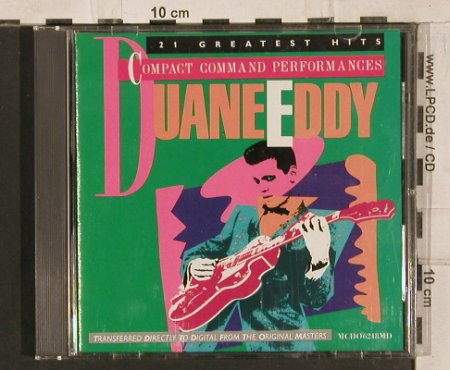 10 cm
21 GREATEST HITS
COMPACT COMMAND PERFORMANCES
DUANE EDDY
TRANSFERRED DIRECTLY TO DIGITAL FROM THE ORIGINAL MASTERS
MCD06218MD
www.LPCD.de / CD
10 cm